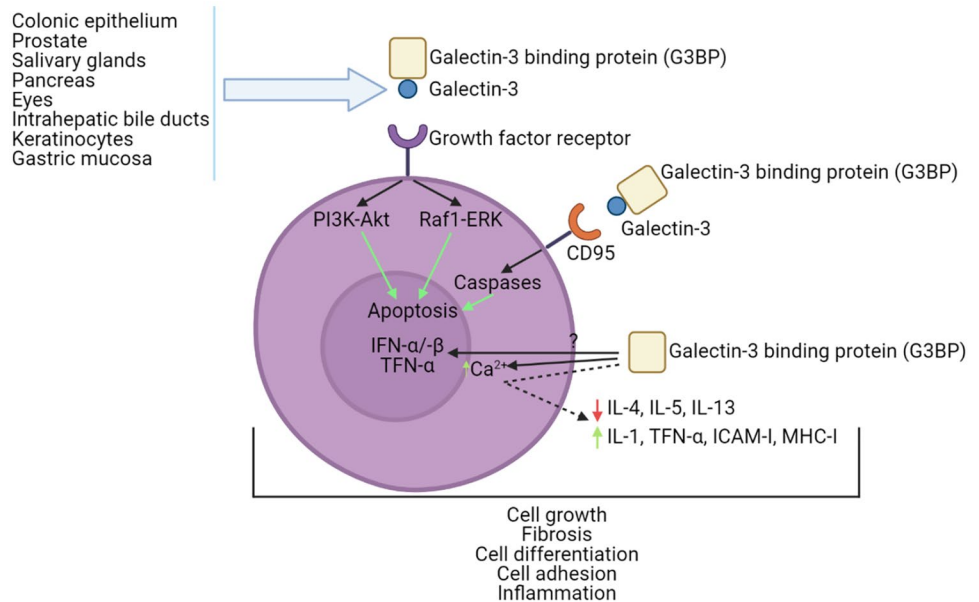 Colonic epithelium
Prostate
Salivary glands
Pancreas
Eyes
Intrahepatic bile ducts
Keratinocytes
Gastric mucosa
Galectin-3 binding protein (G3BP)
Galectin-3
Growth factor receptor
Galectin-3 binding protein (G3BP)
Galectin-3
CD95
PI3K-Akt
Raf1-ERK
Caspases
Apoptosis
IFN-α/-β
TFN-α
Ca²⁺
?
Galectin-3 binding protein (G3BP)
IL-4, IL-5, IL-13
IL-1, TFN-α, ICAM-I, MHC-I
Cell growth
Fibrosis
Cell differentiation
Cell adhesion
Inflammation